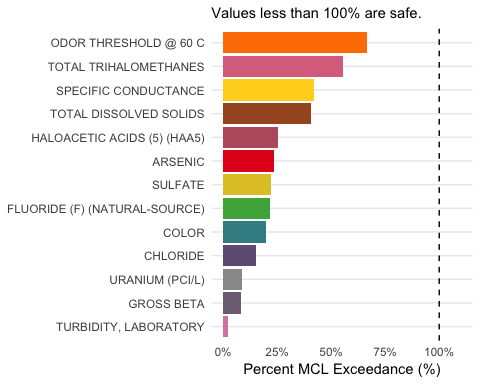 Values less than 100% are safe.
ODOR THRESHOLD @ 60 C
TOTAL TRIHALOMETHANES
SPECIFIC CONDUCTANCE
TOTAL DISSOLVED SOLIDS
HALOACETIC ACIDS (5) (HAA5)
ARSENIC
SULFATE
FLUORIDE (F) (NATURAL-SOURCE)
COLOR
CHLORIDE
URANIUM (PCI/L)
GROSS BETA
TURBIDITY, LABORATORY
0% 25% 50% 75% 100%
Percent MCL Exceedance (%)